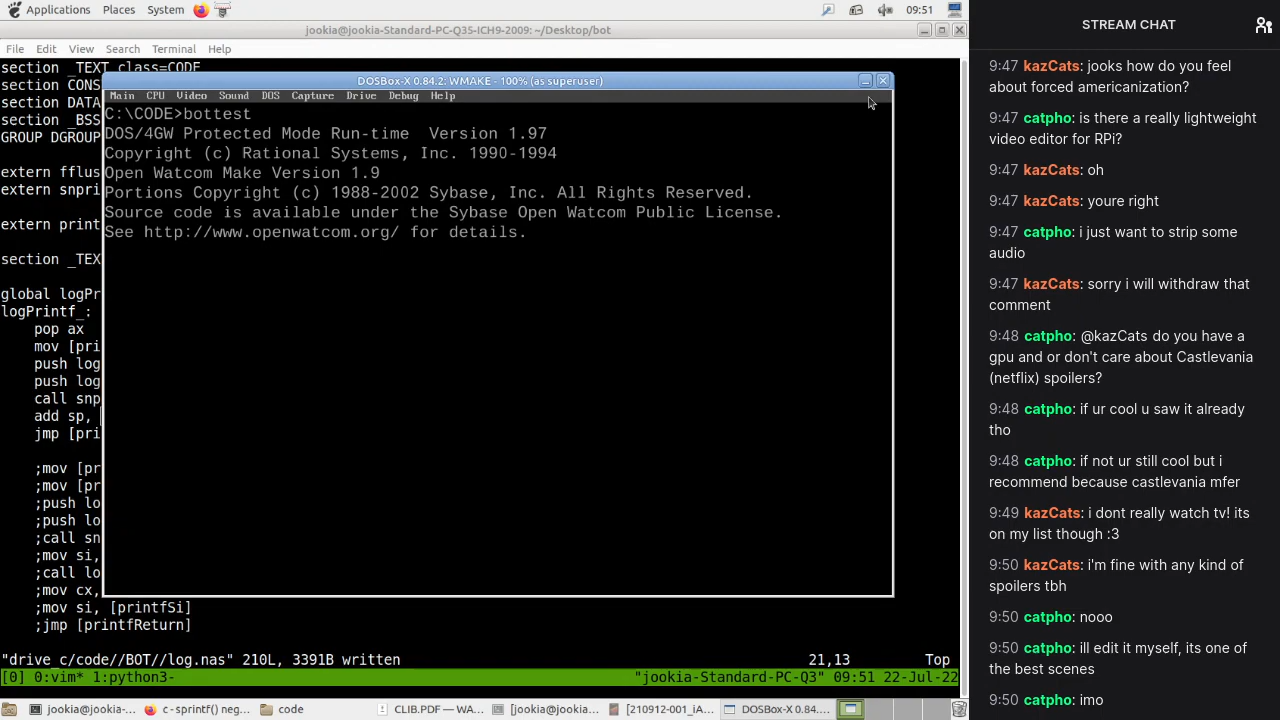 Applications Places System 09:51
jookia@jookia-Standard-PC-Q35-ICH9-2009: ~/Desktop/bot
File Edit View Search Terminal Help
section _TEXT class=CODE
section CONS
section DATA
section _BSS
GROUP DGROUP
extern fflus
extern snpri
extern print
section _TEX
global logPr
logPrintf_:
pop ax
mov [pri
push log
push log
call snp
add sp,
jmp [pri
;mov [pr
;mov [pr
;push lo
;push lo
;call sn
;mov si,
;call lo
;mov cx,
;mov si, [printfSi]
;jmp [printfReturn]
"drive_c/code//BOT//log.nas" 210L, 3391B written 21,13 Top
[0] 0:vim* 1:python3- "jookia-Standard-PC-Q3" 09:51 22-Jul-22
DOSBox-X 0.84.2: WMAKE - 100% (as superuser)
Main CPU Video Sound DOS Capture Drive Debug Help
C:\CODE>bottest
DOS/4GW Protected Mode Run-time  Version 1.97
Copyright (c) Rational Systems, Inc. 1990-1994
Open Watcom Make Version 1.9
Portions Copyright (c) 1988-2002 Sybase, Inc. All Rights Reserved.
Source code is available under the Sybase Open Watcom Public License.
See http://www.openwatcom.org/ for details.
jookia@jookia-... c - sprintf() neg... code CLIB.PDF — WA... [jookia@jookia-... [210912-001_iA... DOSBox-X 0.84....
STREAM CHAT
9:47 kazCats: jooks how do you feel
about forced americanization?
9:47 catpho: is there a really lightweight
video editor for RPi?
9:47 kazCats: oh
9:47 kazCats: youre right
9:47 catpho: i just want to strip some
audio
9:47 kazCats: sorry i will withdraw that
comment
9:48 catpho: @kazCats do you have a
gpu and or don't care about Castlevania
(netflix) spoilers?
9:48 catpho: if ur cool u saw it already
tho
9:48 catpho: if not ur still cool but i
recommend because castlevania mfer
9:49 kazCats: i dont really watch tv! its
on my list though :3
9:50 kazCats: i'm fine with any kind of
spoilers tbh
9:50 catpho: nooo
9:50 catpho: ill edit it myself, its one of
the best scenes
9:50 catpho: imo